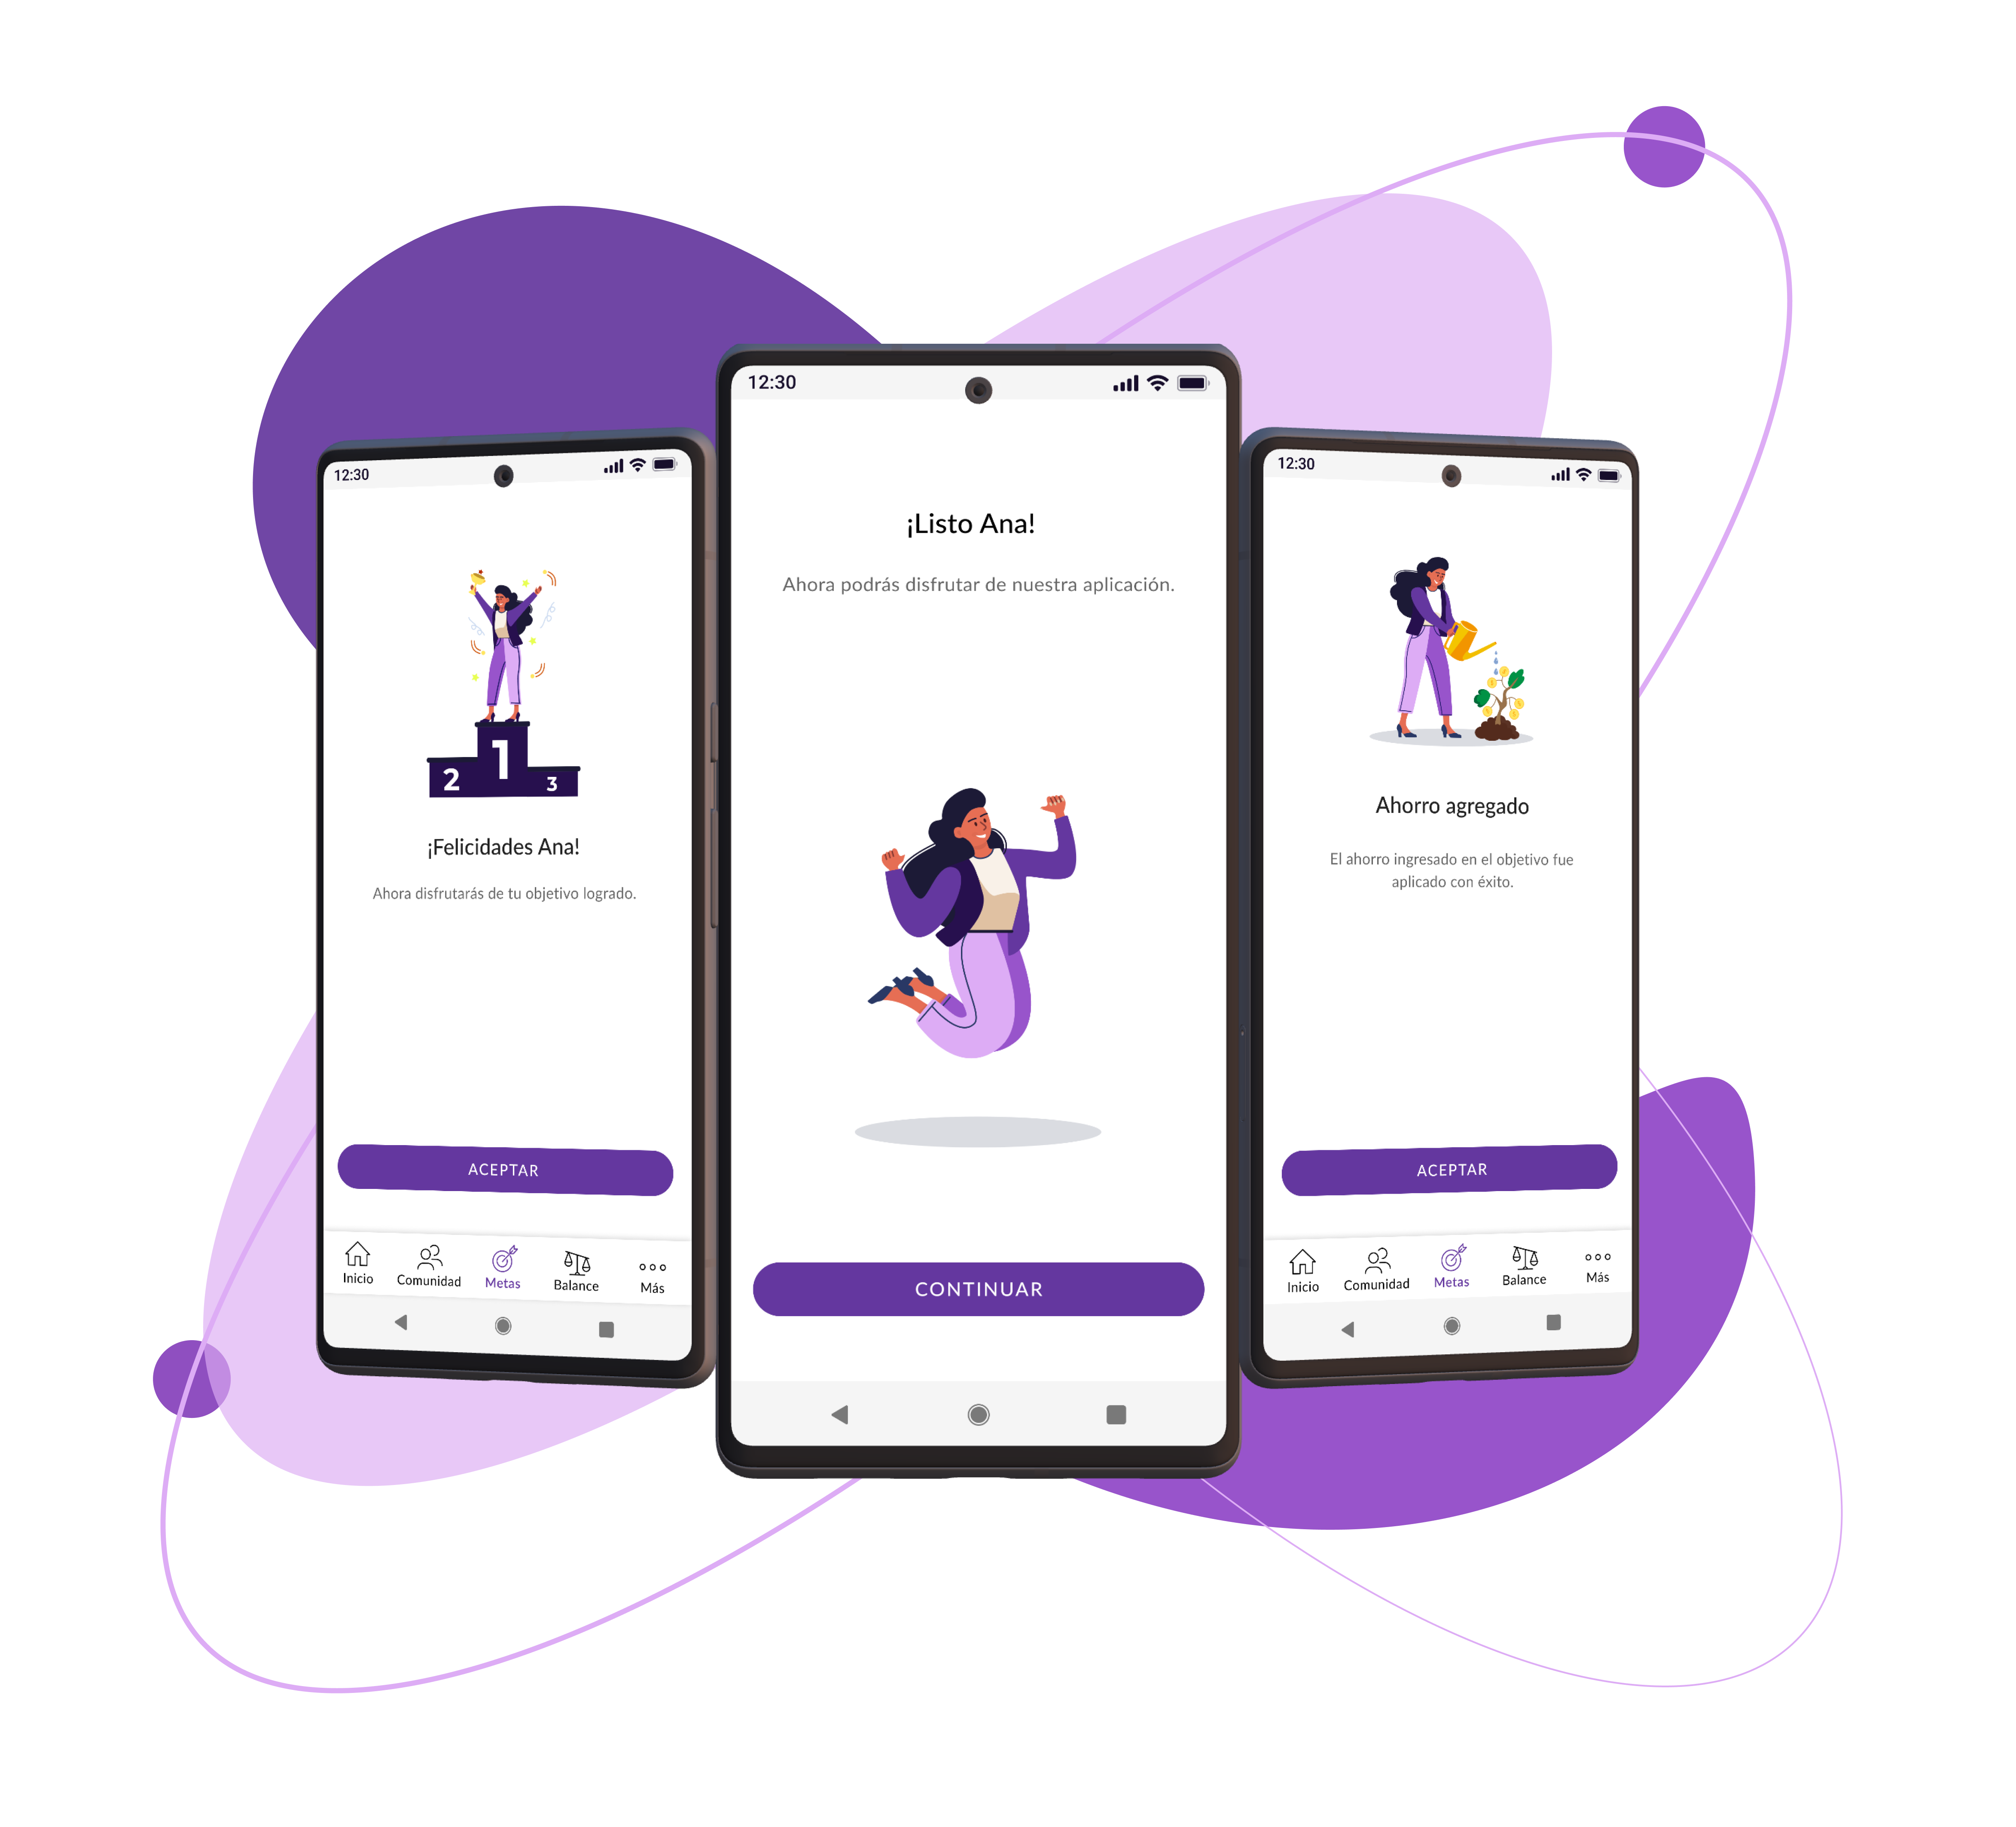 12:30
2
1
3
¡Felicidades Ana!
Ahora disfrutarás de tu objetivo logrado.
ACEPTAR
Inicio
Comunidad
Metas
Balance
Más
12:30
¡Listo Ana!
Ahora podrás disfrutar de nuestra aplicación.
CONTINUAR
12:30
Ahorro agregado
El ahorro ingresado en el objetivo fue
aplicado con éxito.
ACEPTAR
Inicio
Comunidad
Metas
Balance
Más